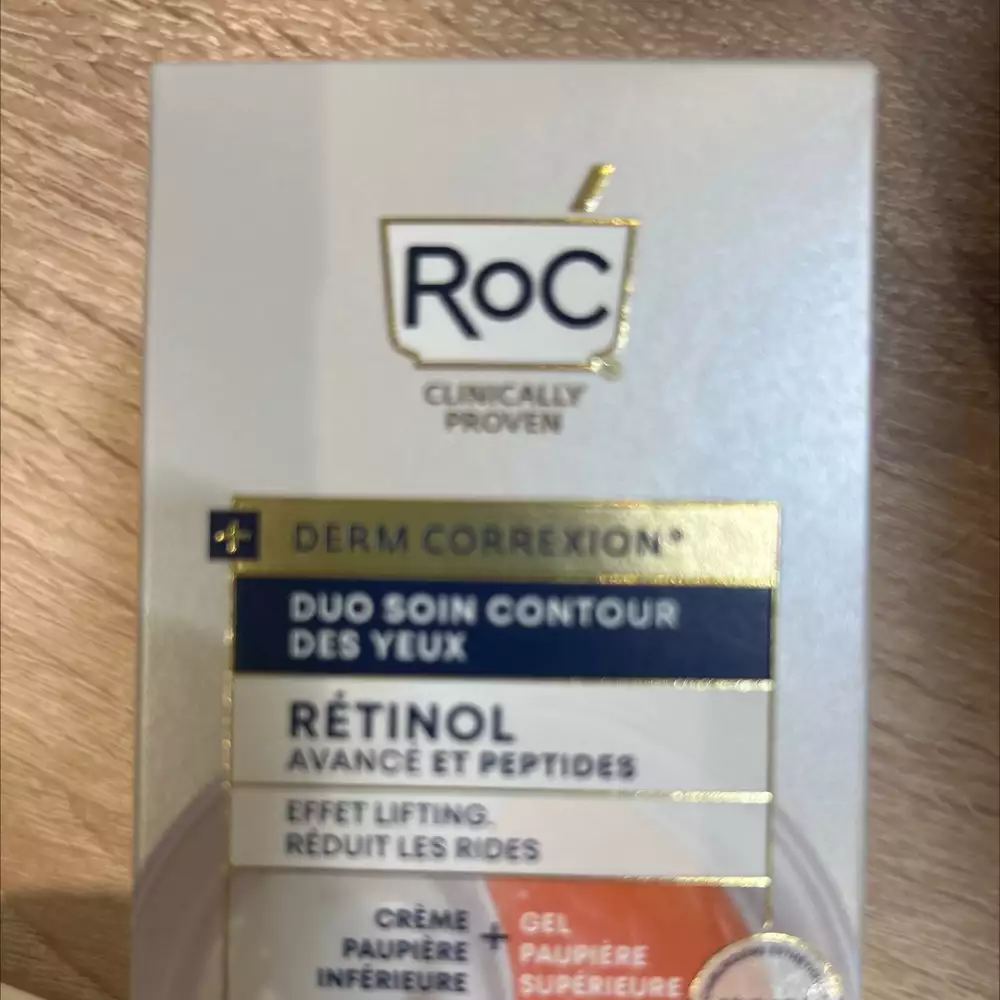 RoC
CLINICALLY
PROVEN
DERM CORREXION®
DUO SOIN CONTOUR
DES YEUX
RÉTINOL
AVANCÉ ET PEPTIDES
EFFET LIFTING.
RÉDUIT LES RIDES
CRÈME
PAUPIÈRE
INFÉRIEURE
+
GEL
PAUPIÈRE
SUPÉRIEURE